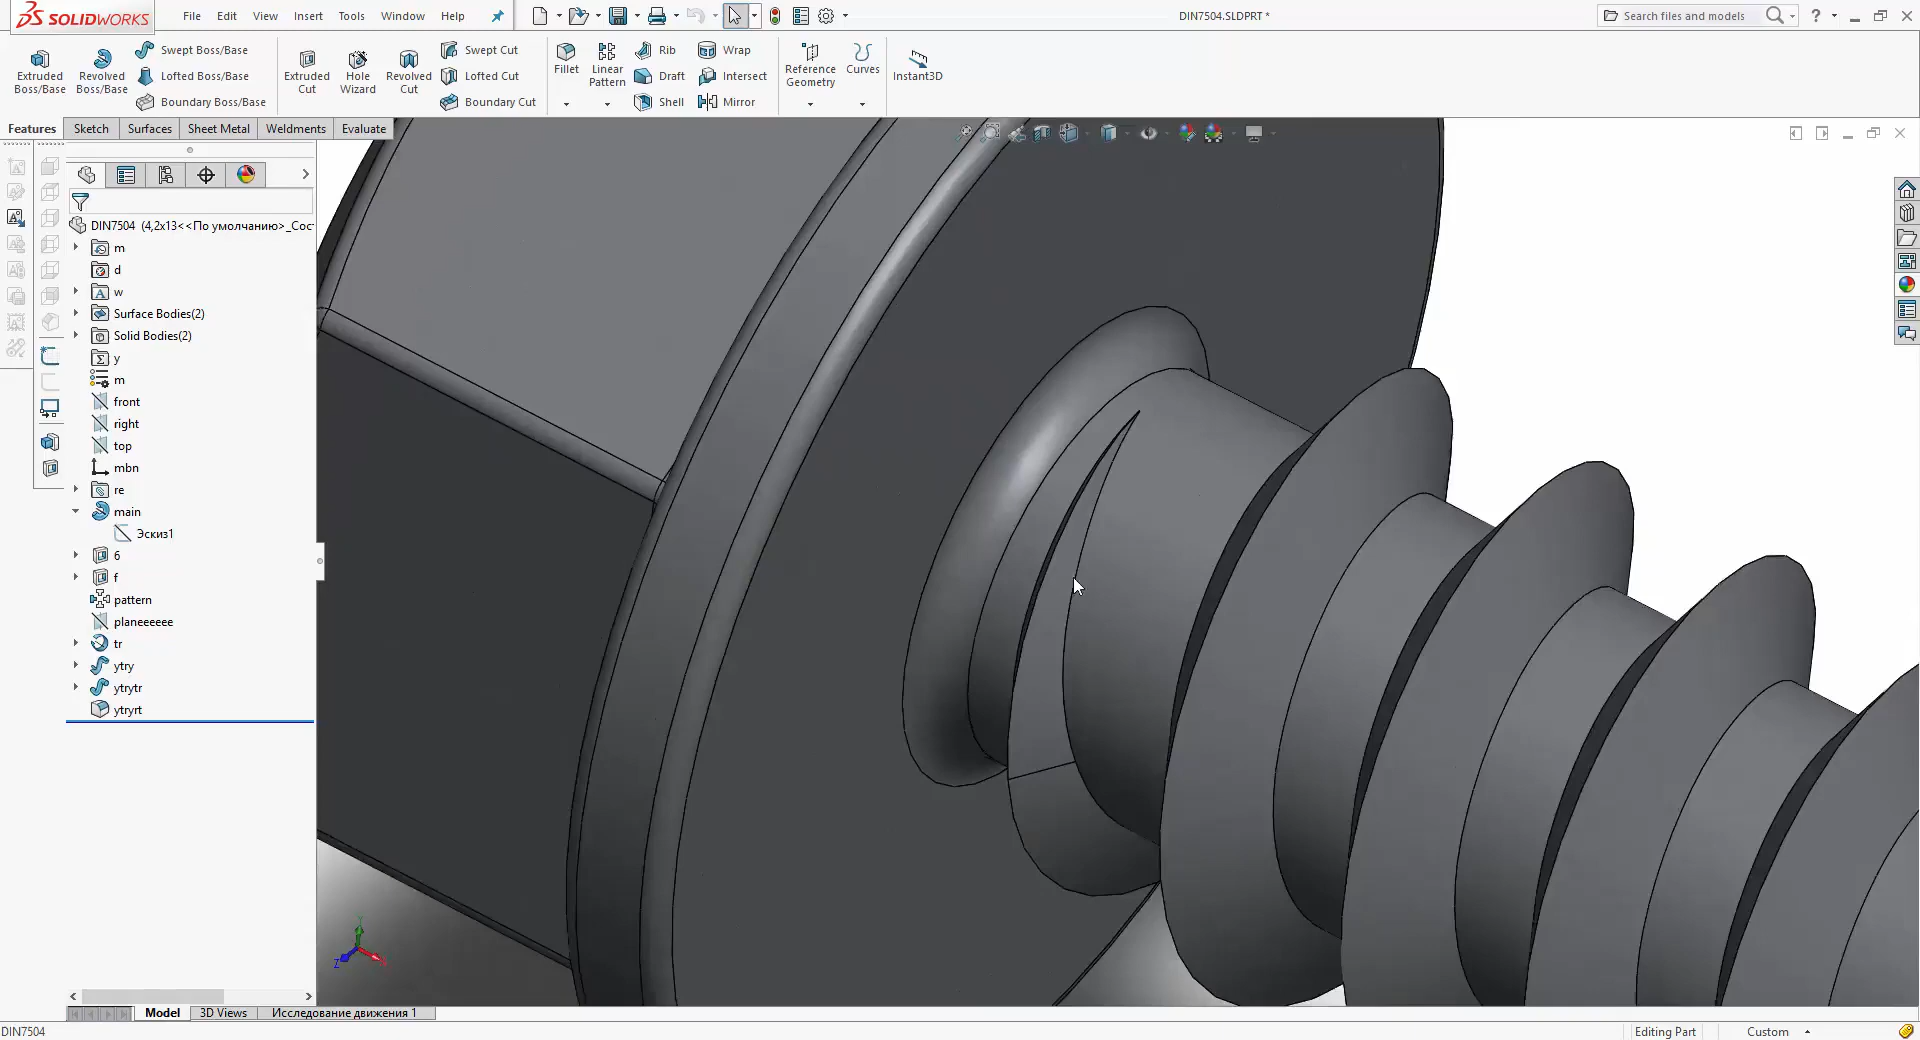 SOLIDWORKS
File Edit View Insert Tools Window Help
DIN7504.SLDPRT *
Search files and models
Extruded Boss/Base
Revolved Boss/Base
Swept Boss/Base
Lofted Boss/Base
Boundary Boss/Base
Extruded Cut
Hole Wizard
Revolved Cut
Swept Cut
Lofted Cut
Boundary Cut
Fillet
Linear Pattern
Rib
Draft
Shell
Wrap
Intersect
Mirror
Reference Geometry
Curves
Instant3D
Features Sketch Surfaces Sheet Metal Weldments Evaluate
DIN7504 (4,2x13<<По умолчанию>_Сос
m
d
w
Surface Bodies(2)
Solid Bodies(2)
y
m
front
right
top
mbn
re
main
Эскиз1
6
f
pattern
planeeeeee
tr
ytry
ytrytr
ytryrt
Y
Z
Model 3D Views Исследование движения 1
DIN7504
Editing Part
Custom